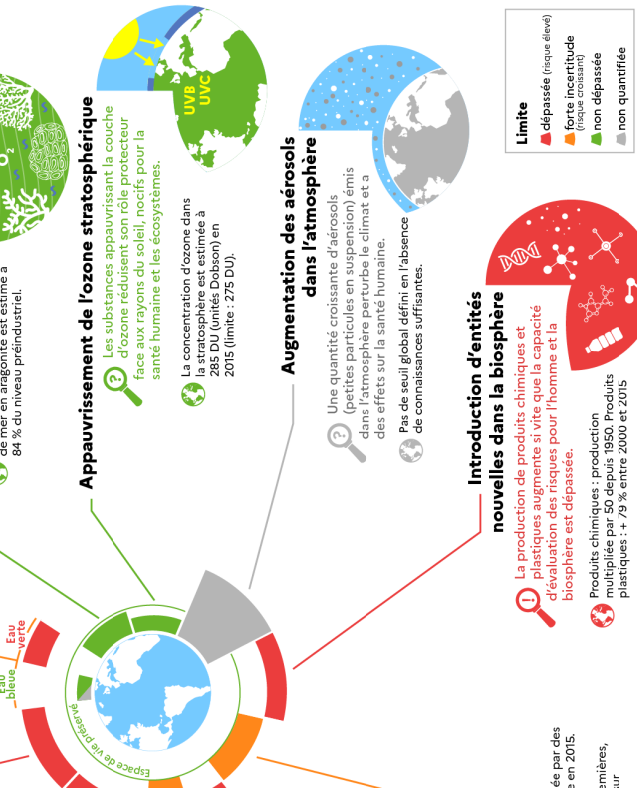 de mer en aragonite est estimé à
84 % du niveau préindustriel.
O₂
Appauvrissement de l'ozone stratosphérique
Les substances appauvrissant la couche
d'ozone réduisent son rôle protecteur
face aux rayons du soleil, nocifs pour la
santé humaine et les écosystèmes.
La concentration d'ozone dans
la stratosphère est estimée à
285 DU (unités Dobson) en
2015 (limite : 275 DU).
UVB
UVC
Augmentation des aérosols
dans l'atmosphère
Une quantité croissante d'aérosols
(petites particules en suspension) émis
dans l'atmosphère perturbe le climat et a
des effets sur la santé humaine.
Pas de seuil global défini en l'absence
de connaissances suffisantes.
Introduction d'entités
nouvelles dans la biosphère
La production de produits chimiques et
plastiques augmente si vite que la capacité
d'évaluation des risques pour l'homme et la
biosphère est dépassée.
Produits chimiques : production
multipliée par 50 depuis 1950. Produits
plastiques : + 79 % entre 2000 et 2015
Limite
dépassée (risque élevé)
forte incertitude
(risque croissant)
non dépassée
non quantifiée
Eau
bleue
Eau
verte
Espace de vie préservé
ée par des
e en 2015.
emières,
sur